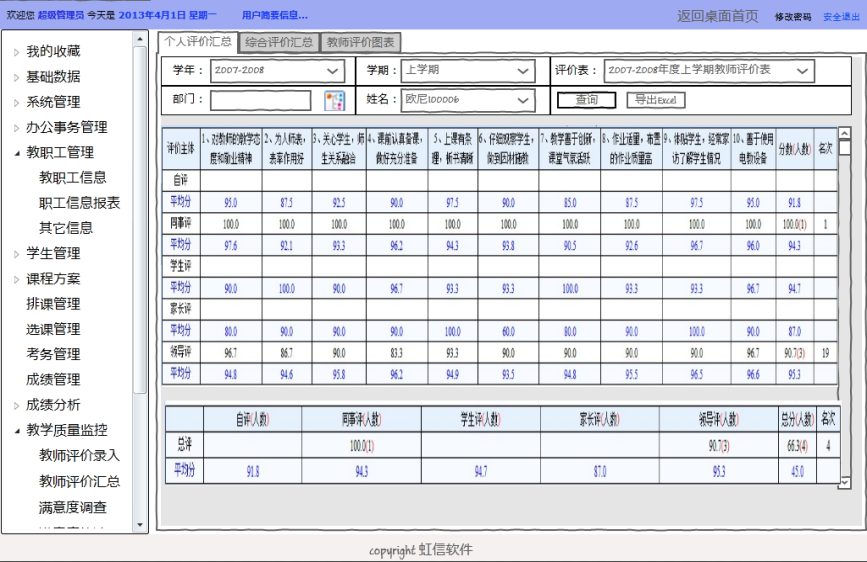 欢迎您 超级管理员 今天是 2013年4月1日 星期一 用户简要信息... 返回桌面首页 修改密码 安全退出
我的收藏
基础数据
系统管理
办公事务管理
教职工管理
教职工信息
职工信息报表
其它信息
学生管理
课程方案
排课管理
选课管理
考务管理
成绩管理
成绩分析
教学质量监控
教师评价录入
教师评价汇总
满意度调查
个人评价汇总 综合评价汇总 教师评价图表
学年： 2007-2008 学期： 上学期 评价表： 2007-2008年度上学期教师评价表
部门： 姓名： 欧尼100006 查询 导出Excel
评价主体 1、对教师的教学态度和敬业精神 2、为人师表，表率作用好 3、关心学生，师生关系融洽 4、课前认真备课，做好充分准备 5、上课有条理，板书清晰 6、仔细观察学生，做到因材施教 7、教学基于创新，课堂气氛活跃 8、作业适量，布置的作业质量高 9、体贴学生，经常家访了解学生情况 10、善于使用电教设备 分数(人数) 名次
自评
平均分 95.0 87.5 92.5 90.0 97.5 90.0 85.0 87.5 97.5 95.0 91.8
同事评 100.0 100.0 100.0 100.0 100.0 100.0 100.0 100.0 100.0 100.0 100.0(1) 1
平均分 97.6 92.1 93.3 96.2 94.3 93.8 90.5 92.6 96.7 96.0 94.3
学生评
平均分 90.0 100.0 90.0 96.7 93.3 93.3 100.0 93.3 93.3 96.7 94.7
家长评
平均分 80.0 90.0 90.0 90.0 100.0 60.0 80.0 90.0 100.0 90.0 87.0
领导评 96.7 86.7 90.0 83.3 93.3 90.0 90.0 90.0 90.0 96.7 90.7(3) 19
平均分 94.8 94.6 95.8 96.2 94.9 93.5 94.8 95.5 96.5 96.6 95.3
自评(人数) 同事评(人数) 学生评(人数) 家长评(人数) 领导评(人数) 总分(人数) 名次
总评 100.0(1) 90.7(3) 66.3(4) 4
平均分 91.8 94.3 94.7 87.0 95.3 45.0
copyright 虹信软件